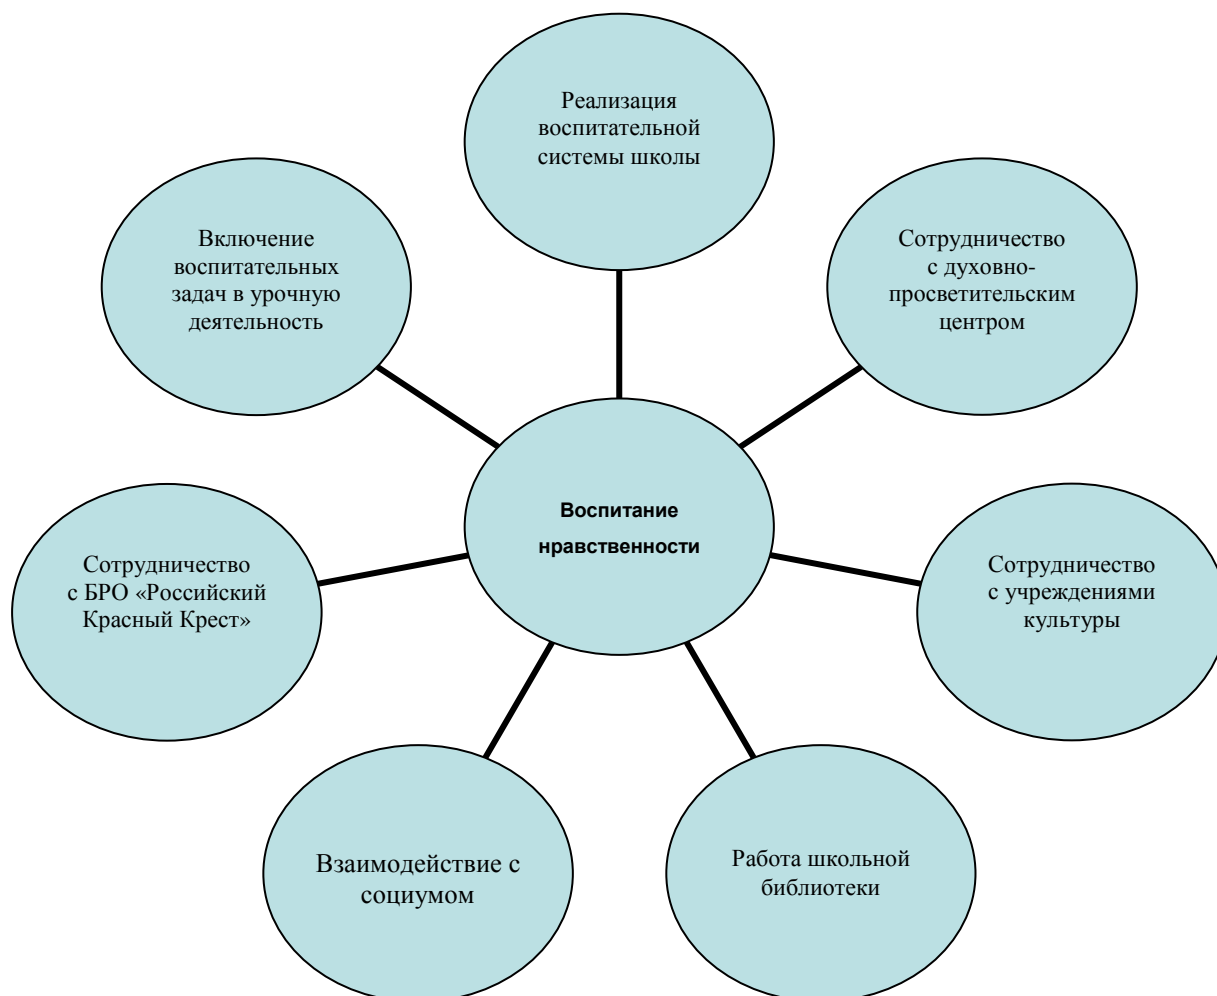 Реализация
воспитательной
системы школы
Включение
воспитательных
задач в урочную
деятельность
Сотрудничество
с духовно-
просветительским
центром
Воспитание
нравственности
Сотрудничество
с БРО «Российский
Красный Крест»
Сотрудничество
с учреждениями
культуры
Взаимодействие с
социумом
Работа школьной
библиотеки